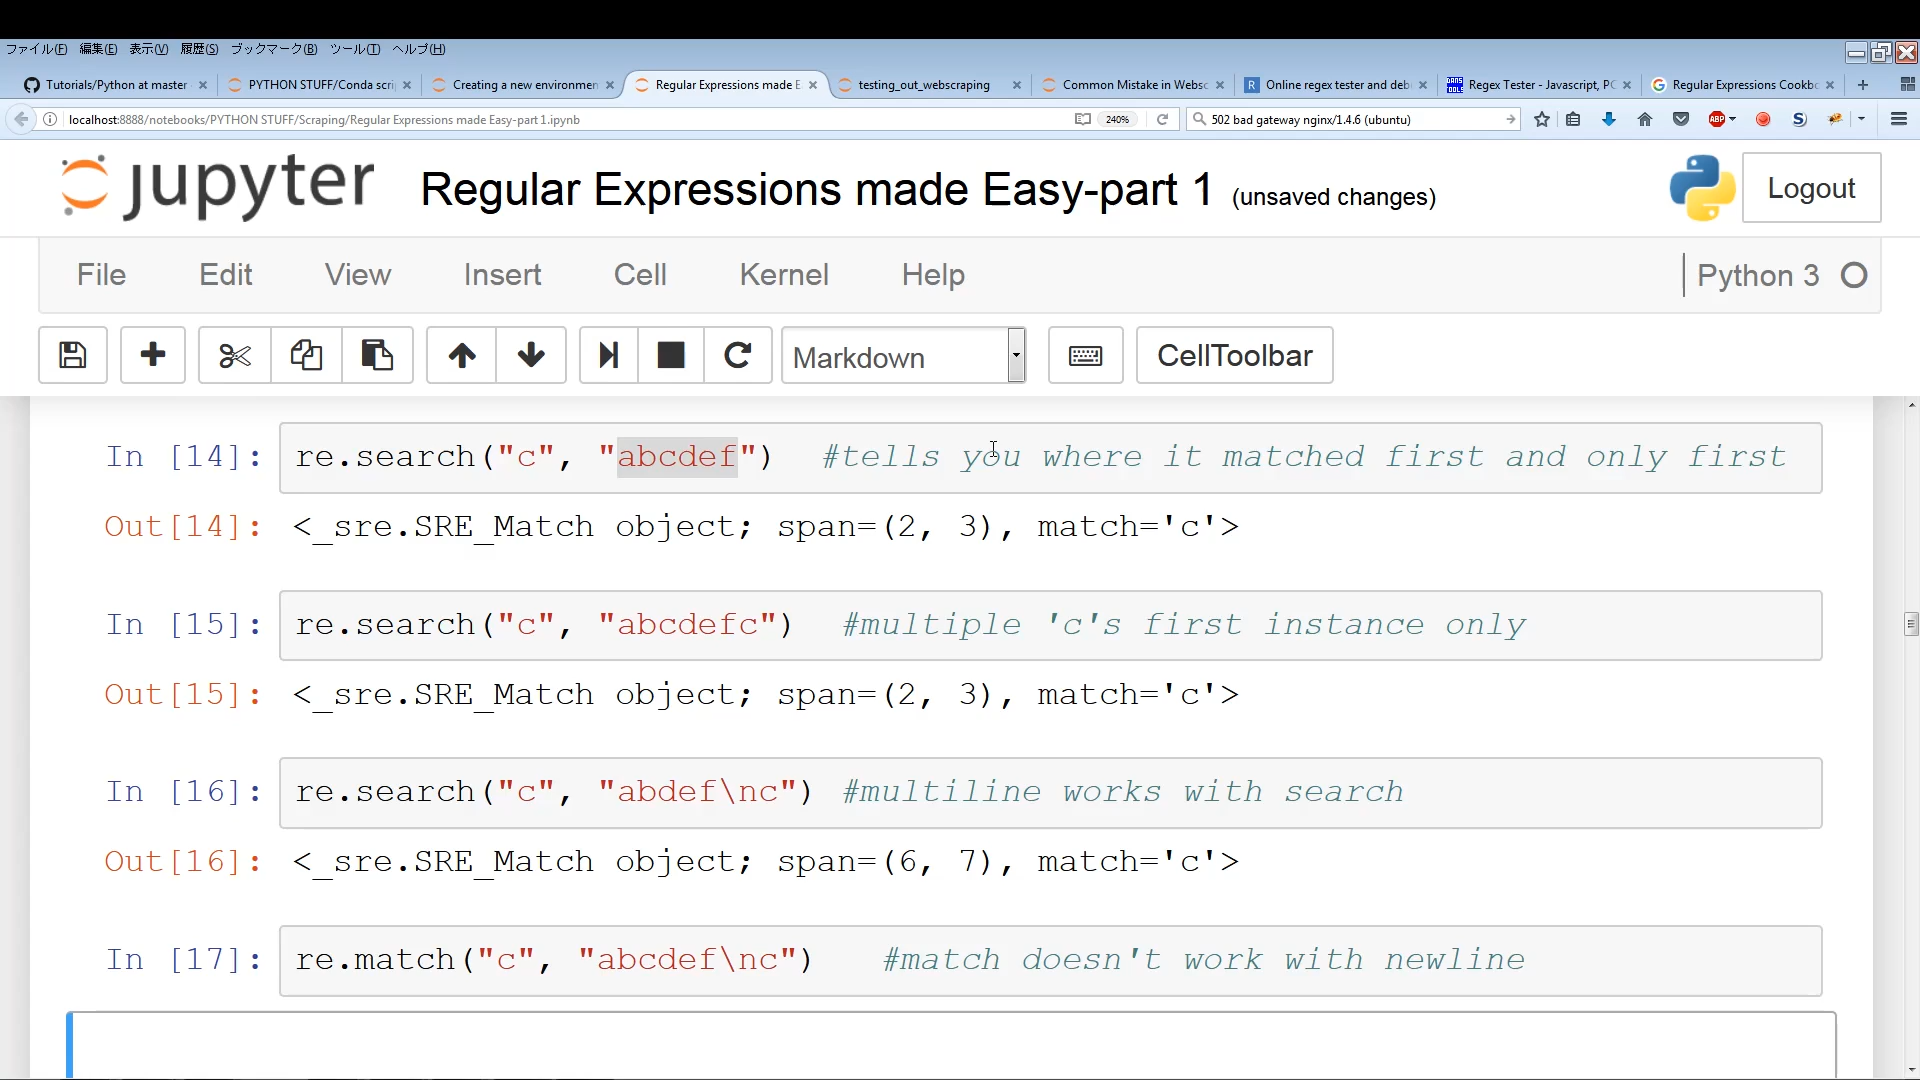 ファイル(F) 編集(E) 表示(V) 履歴(S) ブックマーク(B) ツール(T) ヘルプ(H)
Tutorials/Python at master PYTHON STUFF/Conda scri Creating a new environmen Regular Expressions made E testing_out_webscraping Common Mistake in Websc Online regex tester and deb Regex Tester - Javascript, PC Regular Expressions Cookbo
localhost:8888/notebooks/PYTHON STUFF/Scraping/Regular Expressions made Easy-part 1.ipynb 240% 502 bad gateway nginx/1.4.6 (ubuntu) ABP
jupyter Regular Expressions made Easy-part 1 (unsaved changes) Logout
File Edit View Insert Cell Kernel Help Python 3
Markdown CellToolbar
In [14]: re.search("c", "abcdef") #tells you where it matched first and only first
Out[14]: <_sre.SRE_Match object; span=(2, 3), match='c'>
In [15]: re.search("c", "abcdefc") #multiple 'c's first instance only
Out[15]: <_sre.SRE_Match object; span=(2, 3), match='c'>
In [16]: re.search("c", "abdef\nc") #multiline works with search
Out[16]: <_sre.SRE_Match object; span=(6, 7), match='c'>
In [17]: re.match("c", "abcdef\nc") #match doesn't work with newline